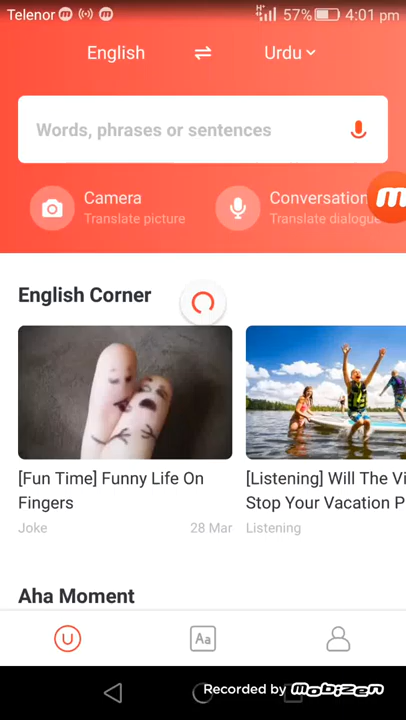 Telenor 57% 4:01 pm
English Urdu
Words, phrases or sentences
Camera
Translate picture
Conversation
Translate dialogue
English Corner
[Fun Time] Funny Life On
Fingers
Joke 28 Mar
[Listening] Will The Vi
Stop Your Vacation P
Listening
Aha Moment
U Aa
Recorded by MOBIZEN